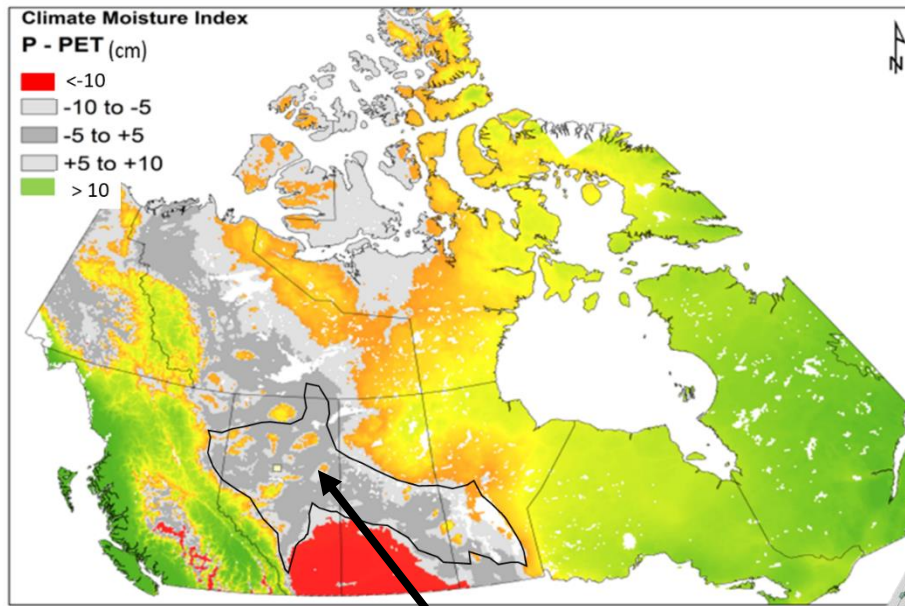 Climate Moisture Index
P - PET (cm)
<-10
-10 to -5
-5 to +5
+5 to +10
> 10
N